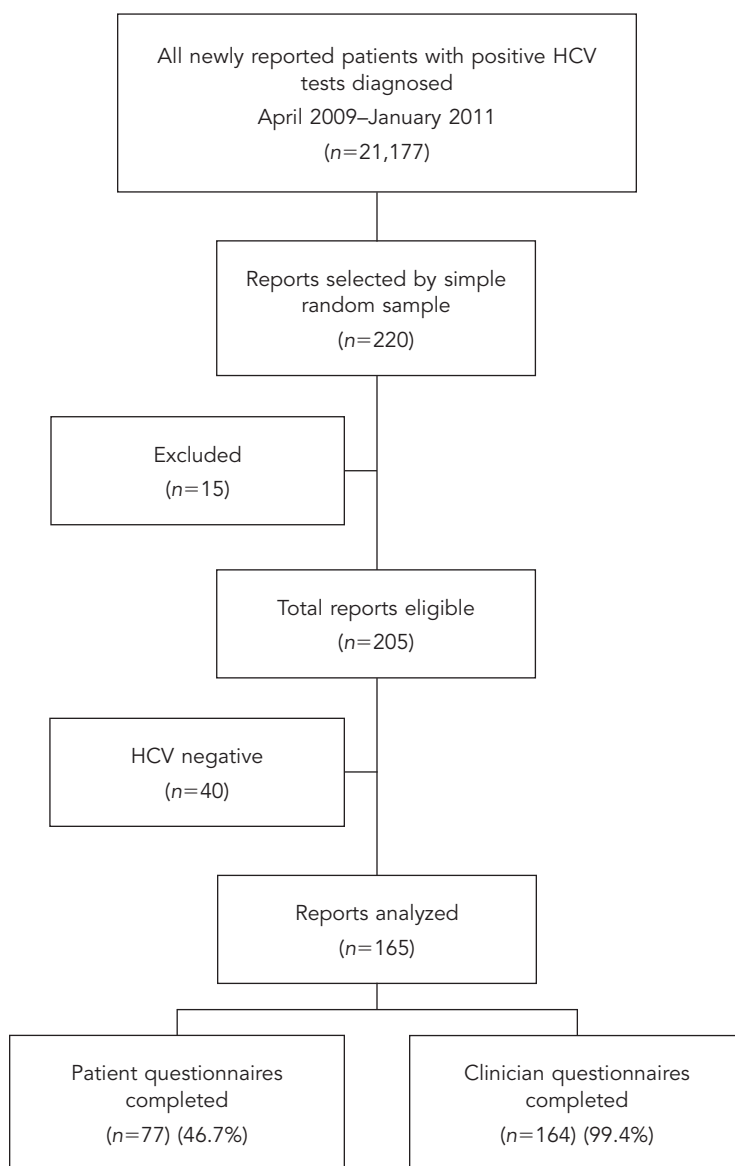 All newly reported patients with positive HCV
tests diagnosed
April 2009–January 2011
(n=21,177)
Reports selected by simple
random sample
(n=220)
Excluded
(n=15)
Total reports eligible
(n=205)
HCV negative
(n=40)
Reports analyzed
(n=165)
Patient questionnaires
completed
(n=77) (46.7%)
Clinician questionnaires
completed
(n=164) (99.4%)